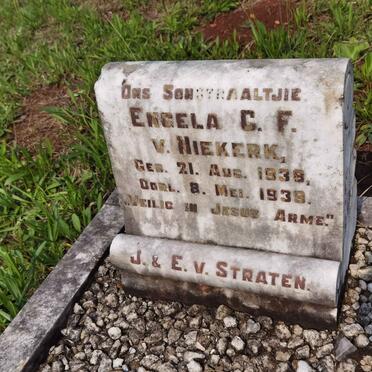 Ons Sonstraaltjie
Engela C. F.
v. Niekerk,
Geb. 21. Aug. 1938,
Oorl. 8. Mei. 1939.
"Veilig in Jesus Arme."
J. & E. v. Straten.